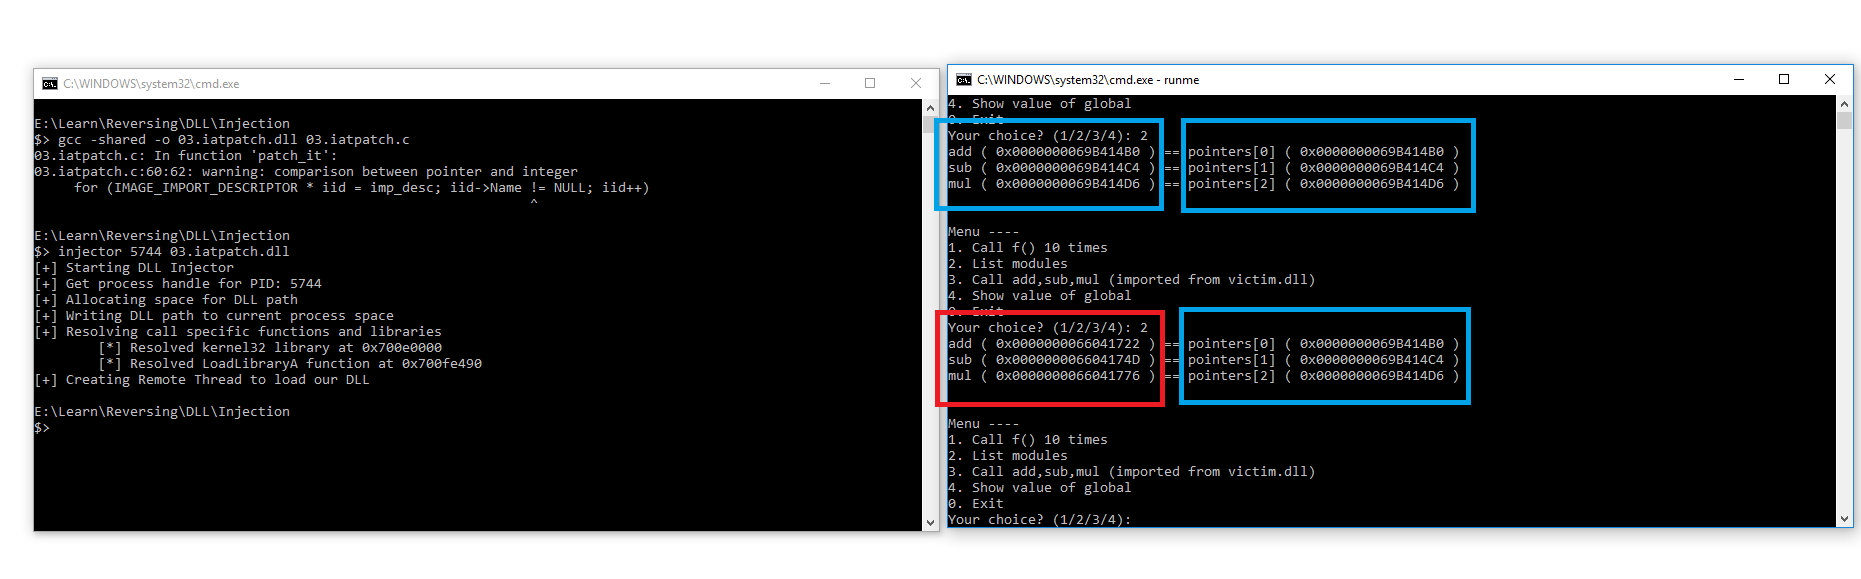 C:\WINDOWS\system32\cmd.exe
E:\Learn\Reversing\DLL\Injection
$> gcc -shared -o 03.iatpatch.dll 03.iatpatch.c
03.iatpatch.c: In function 'patch_it':
03.iatpatch.c:60:62: warning: comparison between pointer and integer
     for (IMAGE_IMPORT_DESCRIPTOR * iid = imp_desc; iid->Name != NULL; iid++)
                                                              ^
E:\Learn\Reversing\DLL\Injection
$> injector 5744 03.iatpatch.dll
[+] Starting DLL Injector
[+] Get process handle for PID: 5744
[+] Allocating space for DLL path
[+] Writing DLL path to current process space
[+] Resolving call specific functions and libraries
        [*] Resolved kernel32 library at 0x700e0000
        [*] Resolved LoadLibraryA function at 0x700fe490
[+] Creating Remote Thread to load our DLL
E:\Learn\Reversing\DLL\Injection
$>
C:\WINDOWS\system32\cmd.exe - runme
4. Show value of global
0. Exit
Your choice? (1/2/3/4): 2
add ( 0x0000000069B414B0 ) == pointers[0] ( 0x0000000069B414B0 )
sub ( 0x0000000069B414C4 ) == pointers[1] ( 0x0000000069B414C4 )
mul ( 0x0000000069B414D6 ) == pointers[2] ( 0x0000000069B414D6 )
Menu ----
1. Call f() 10 times
2. List modules
3. Call add,sub,mul (imported from victim.dll)
4. Show value of global
0. Exit
Your choice? (1/2/3/4): 2
add ( 0x0000000066041722 ) == pointers[0] ( 0x0000000069B414B0 )
sub ( 0x000000006604174D ) == pointers[1] ( 0x0000000069B414C4 )
mul ( 0x0000000066041776 ) == pointers[2] ( 0x0000000069B414D6 )
Menu ----
1. Call f() 10 times
2. List modules
3. Call add,sub,mul (imported from victim.dll)
4. Show value of global
0. Exit
Your choice? (1/2/3/4):